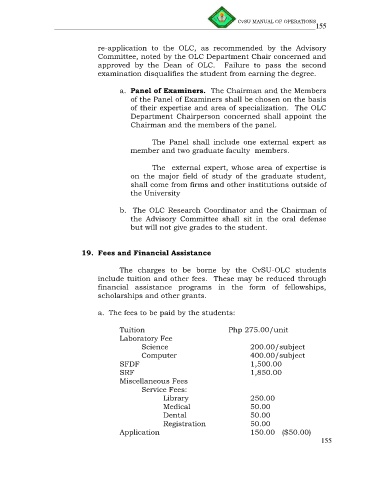 CvSU MANUAL OF OPERATIONS
155
re-application to the OLC, as recommended by the Advisory
Committee, noted by the OLC Department Chair concerned and
approved by the Dean of OLC. Failure to pass the second
examination disqualifies the student from earning the degree.
a. Panel of Examiners. The Chairman and the Members
of the Panel of Examiners shall be chosen on the basis
of their expertise and area of specialization. The OLC
Department Chairperson concerned shall appoint the
Chairman and the members of the panel.
The Panel shall include one external expert as
member and two graduate faculty members.
The external expert, whose area of expertise is
on the major field of study of the graduate student,
shall come from firms and other institutions outside of
the University
b. The OLC Research Coordinator and the Chairman of
the Advisory Committee shall sit in the oral defense
but will not give grades to the student.
19. Fees and Financial Assistance
The charges to be borne by the CvSU-OLC students
include tuition and other fees. These may be reduced through
financial assistance programs in the form of fellowships,
scholarships and other grants.
a. The fees to be paid by the students:
Tuition Php 275.00/unit
Laboratory Fee
Science 200.00/subject
Computer 400.00/subject
SFDF 1,500.00
SRF 1,850.00
Miscellaneous Fees
Service Fees:
Library 250.00
Medical 50.00
Dental 50.00
Registration 50.00
Application 150.00 ($50.00)
155